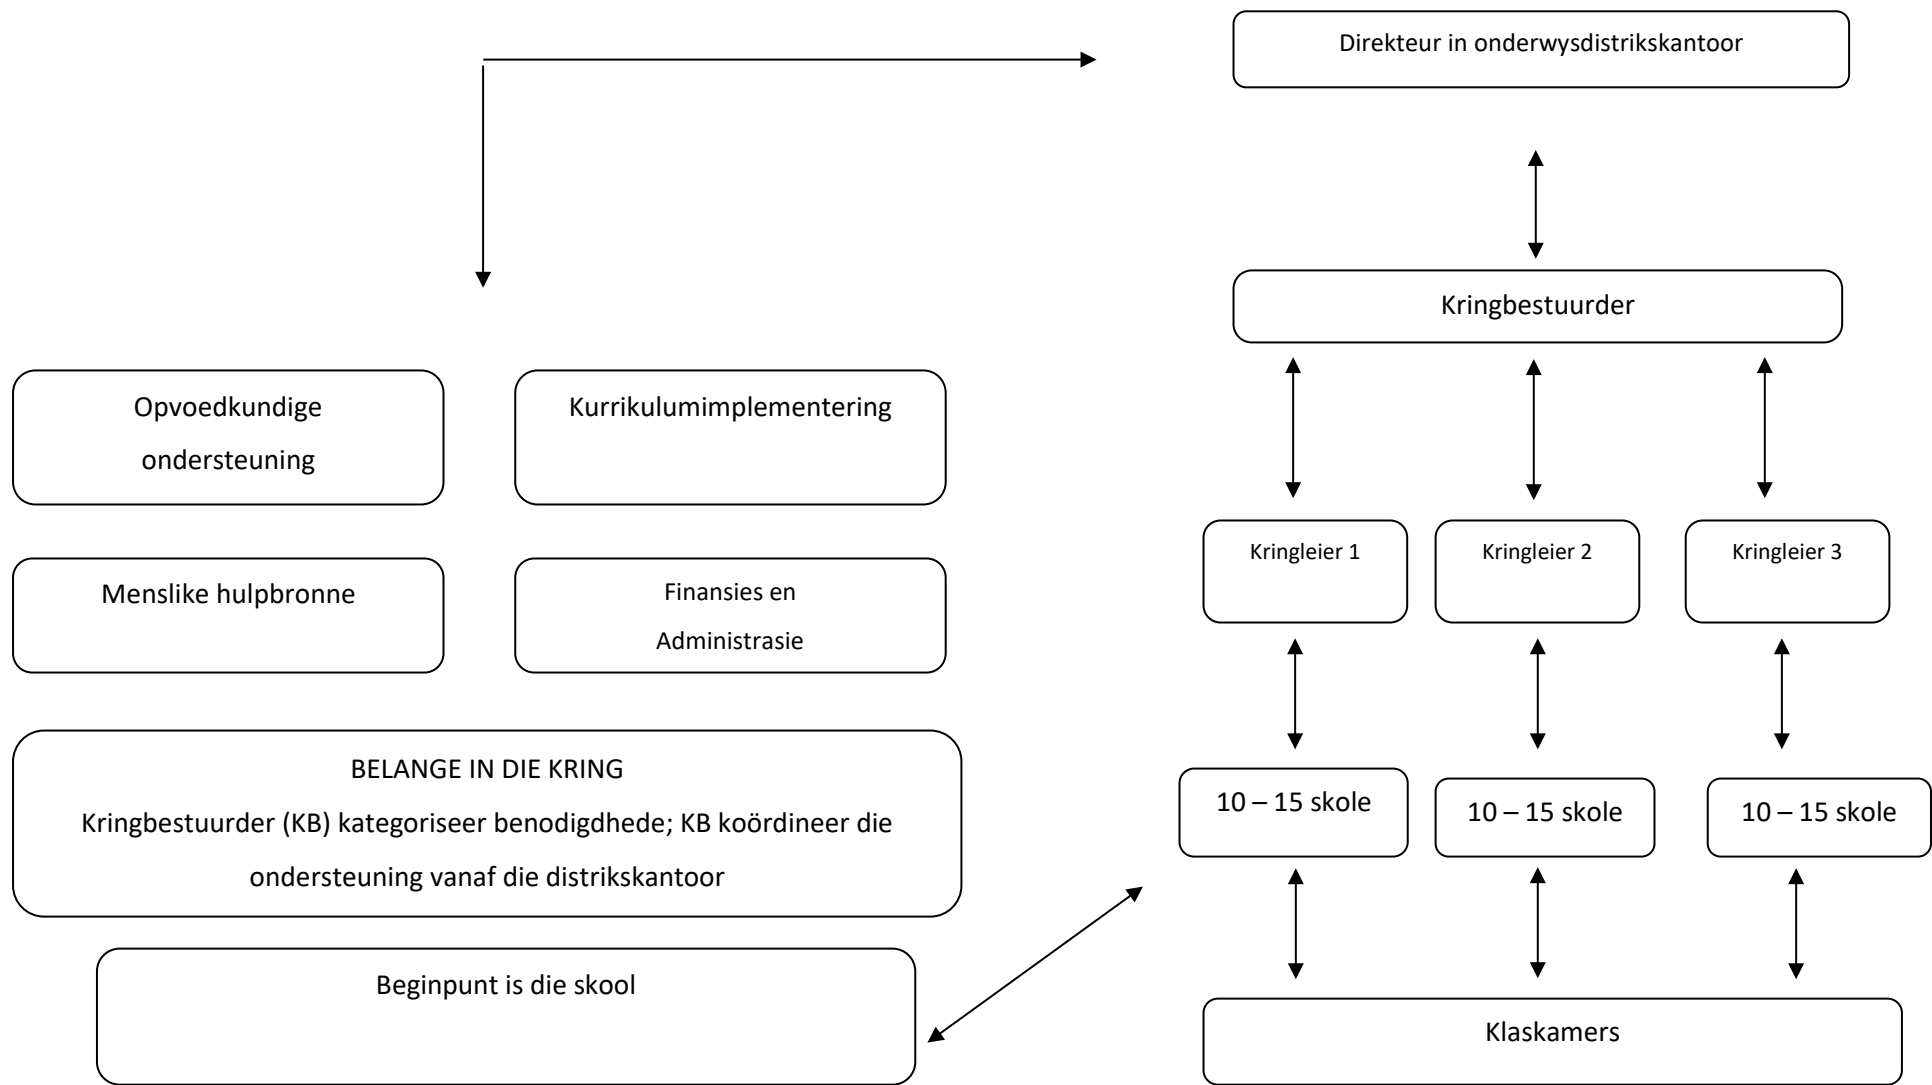 Direkteur in onderwysdistrikskantoor
Kringbestuurder
Opvoedkundige
ondersteuning
Kurrikulumimplementering
Menslike hulpbronne
Finansies en
Administrasie
Kringleier 1
Kringleier 2
Kringleier 3
BELANGE IN DIE KRING
Kringbestuurder (KB) kategoriseer benodigdhede; KB koördineer die
ondersteuning vanaf die distrikskantoor
10 – 15 skole
10 – 15 skole
10 – 15 skole
Beginpunt is die skool
Klaskamers